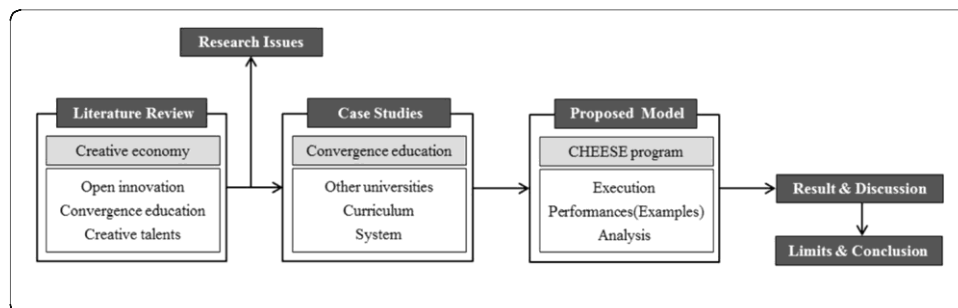 Research Issues
Literature Review
Creative economy
Open innovation
Convergence education
Creative talents
Case Studies
Convergence education
Other universities
Curriculum
System
Proposed Model
CHEESE program
Execution
Performances(Examples)
Analysis
Result & Discussion
Limits & Conclusion